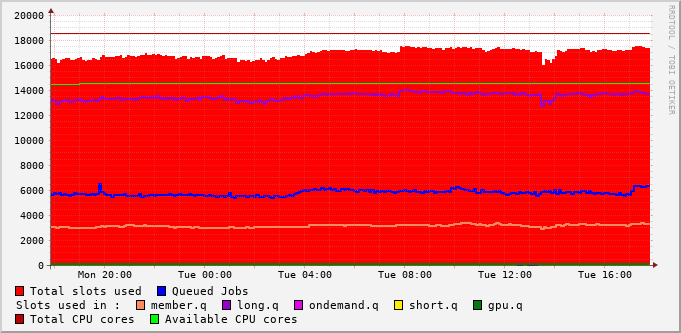 20000
18000
16000
14000
12000
10000
8000
6000
4000
2000
0
Mon 20:00 Tue 00:00 Tue 04:00 Tue 08:00 Tue 12:00 Tue 16:00
RRDTOOL / TOBI OETIKER
Total slots used Queued Jobs
Slots used in : member.q long.q ondemand.q short.q gpu.q
Total CPU cores Available CPU cores